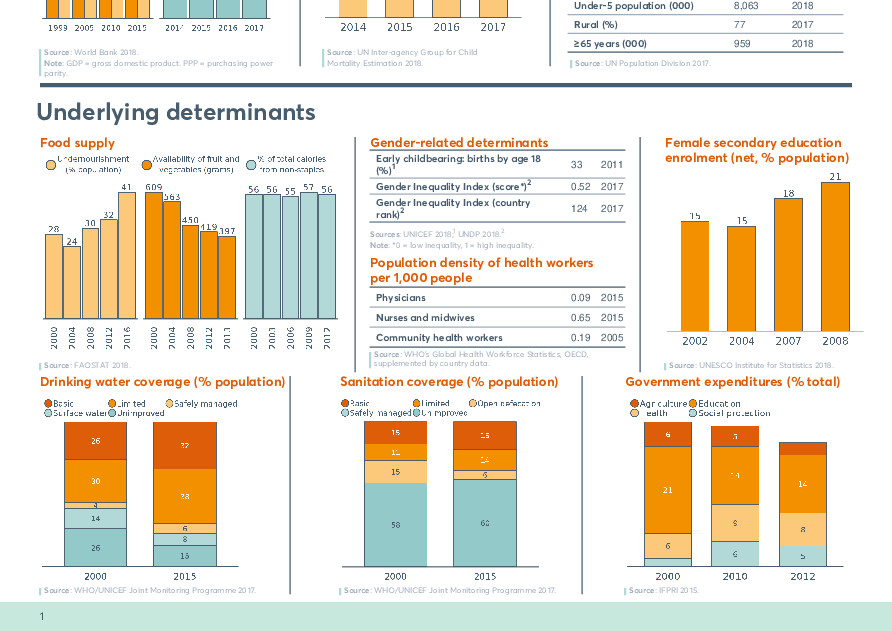 1999 2005 2010 2015
2014 2015 2016 2017
Source: World Bank 2018.
Note: GDP = gross domestic product. PPP = purchasing power
parity.
2014 2015 2016 2017
Source: UN Inter-agency Group for Child
Mortality Estimation 2018.
Under-5 population (000) 8,063 2018
Rural (%) 77 2017
≥65 years (000) 959 2018
Source: UN Population Division 2017.
Underlying determinants
Food supply
Undernourishment
(% population)
Availability of fruit and
vegetables (grams)
% of total calories
from non-staples
28 24 30 32 41
609 563 450 419 397
56 56 55 57 56
2000 2004 2008 2012 2016
2000 2004 2008 2012 2013
2000 2003 2006 2009 2012
Source: FAOSTAT 2018.
Gender-related determinants
Early childbearing: births by age 18
(%)¹ 33 2011
Gender Inequality Index (score*)² 0.52 2017
Gender Inequality Index (country
rank)² 124 2017
Sources: UNICEF 2018,¹ UNDP 2018.²
Note: *0 = low inequality, 1 = high inequality.
Population density of health workers
per 1,000 people
Physicians 0.09 2015
Nurses and midwives 0.65 2015
Community health workers 0.19 2005
Source: WHO's Global Health Workforce Statistics, OECD,
supplemented by country data.
Female secondary education
enrolment (net, % population)
15 15 18 21
2002 2004 2007 2008
Source: UNESCO Institute for Statistics 2018.
Drinking water coverage (% population)
Basic Limited Safely managed
Surface water Unimproved
26 30 4 14 26
32 38 6 8 15
2000 2015
Source: WHO/UNICEF Joint Monitoring Programme 2017.
Sanitation coverage (% population)
Basic Limited Open defecation
Safely managed Unimproved
15 11 15 58
14 6 60
2000 2015
Source: WHO/UNICEF Joint Monitoring Programme 2017.
Government expenditures (% total)
Agriculture Education
Health Social protection
6 21 6
5 14 9 6
14 8 5
2000 2010 2012
Source: IFPRI 2015.
1